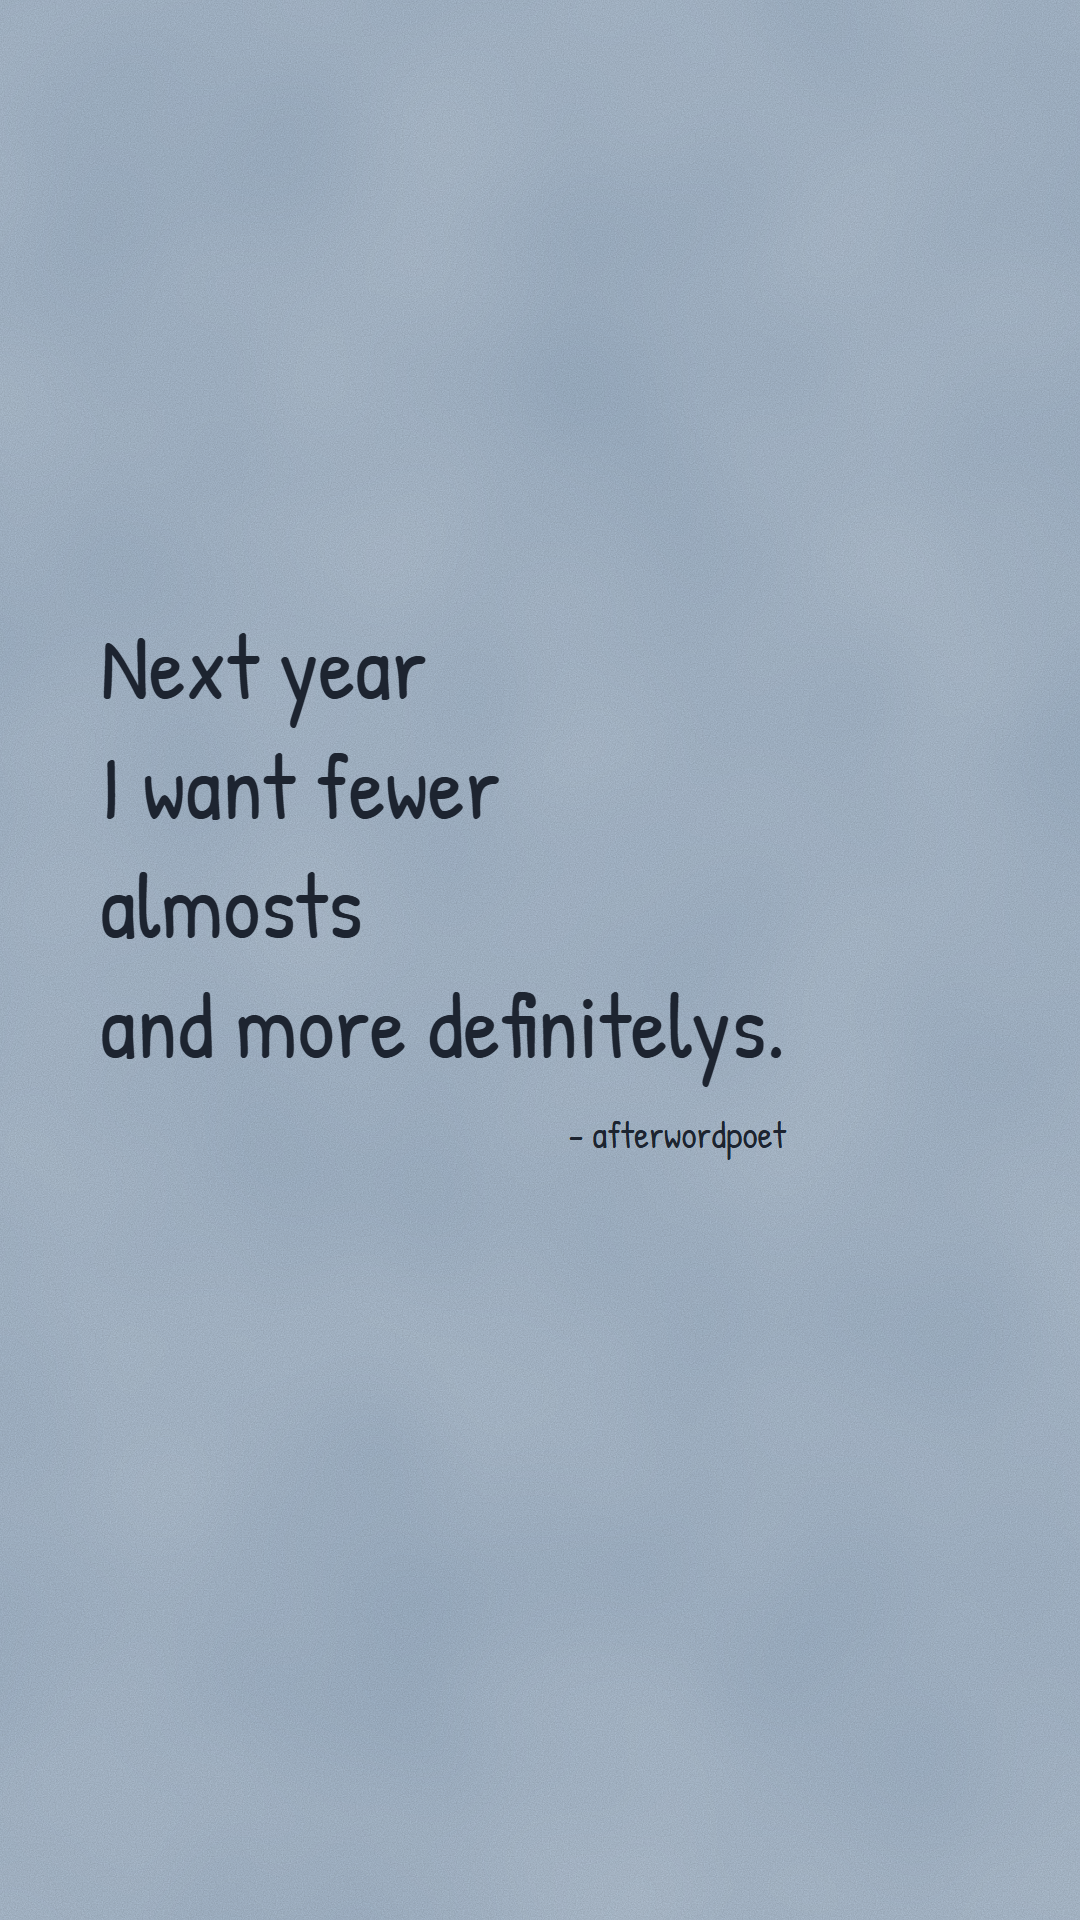 Next year
I want fewer
almosts
and more definitelys.
- afterwordpoet